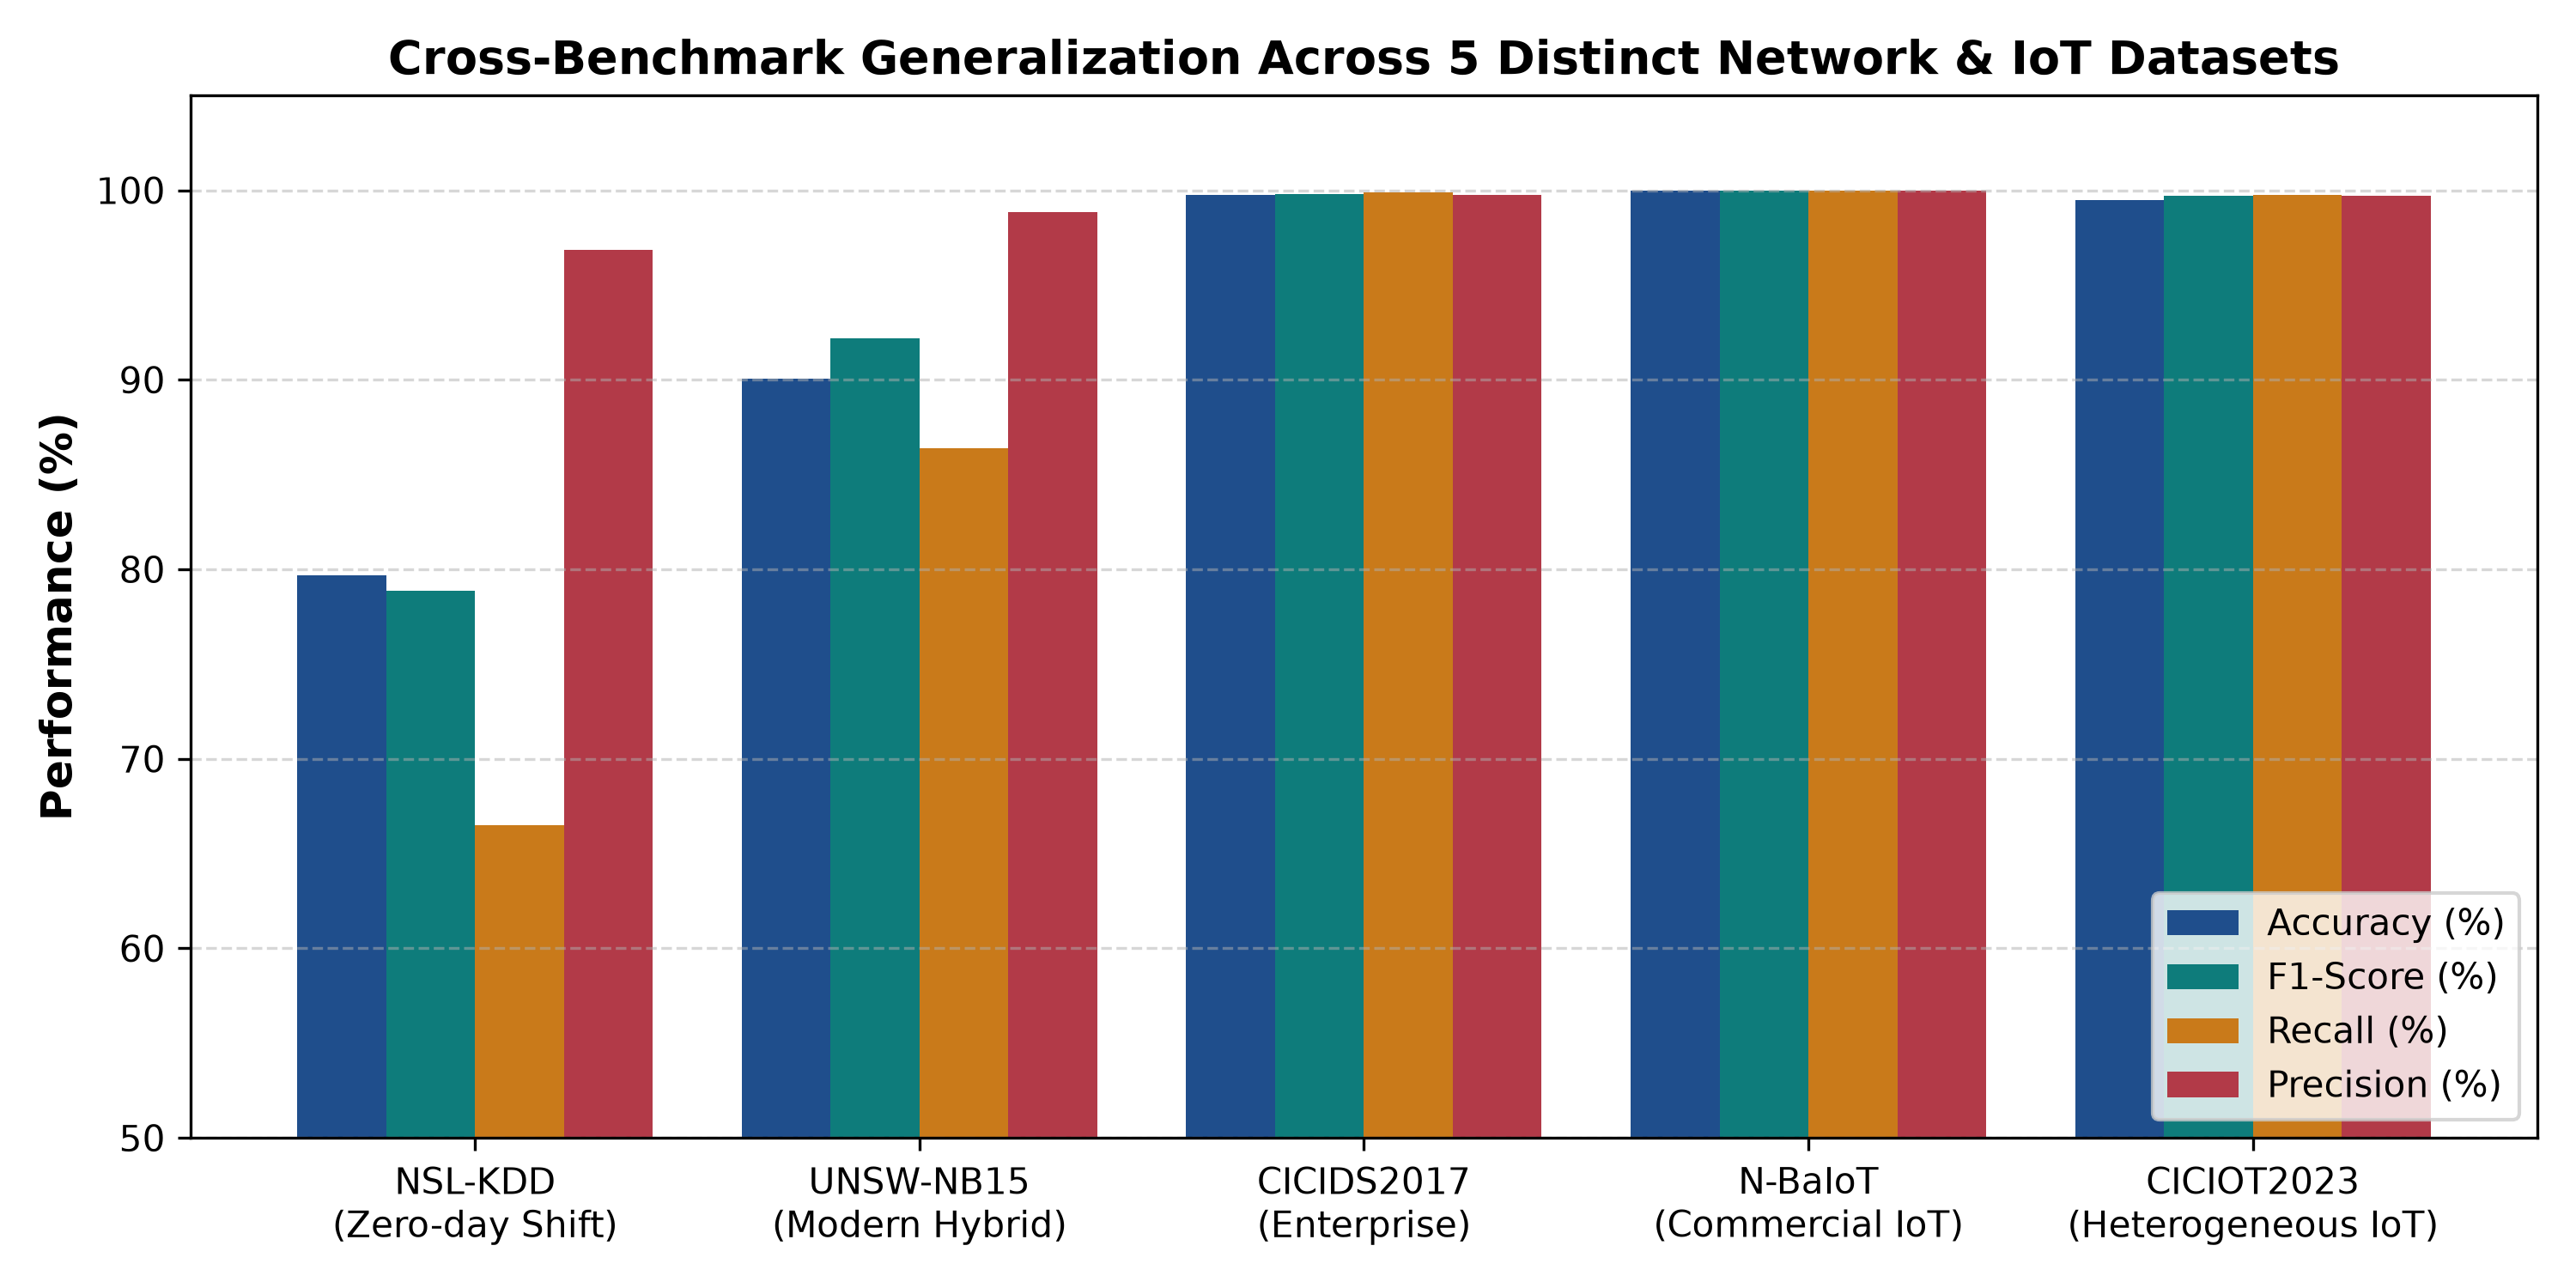 Cross-Benchmark Generalization Across 5 Distinct Network & IoT Datasets
Performance (%)
100
90
80
70
60
50
NSL-KDD
(Zero-day Shift)
UNSW-NB15
(Modern Hybrid)
CICIDS2017
(Enterprise)
N-BaIoT
(Commercial IoT)
CICIOT2023
(Heterogeneous IoT)
Accuracy (%)
F1-Score (%)
Recall (%)
Precision (%)